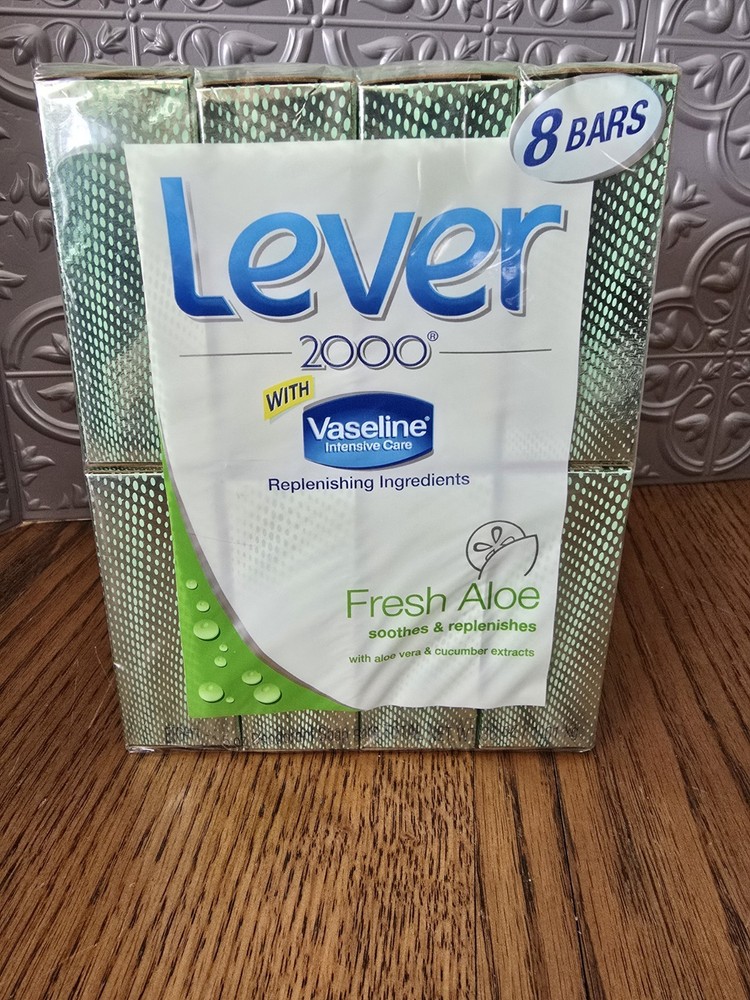 8 BARS
Lever
2000®
WITH
Vaseline®
Intensive Care
Replenishing Ingredients
Fresh Aloe
soothes & replenishes
with aloe vera & cucumber extracts